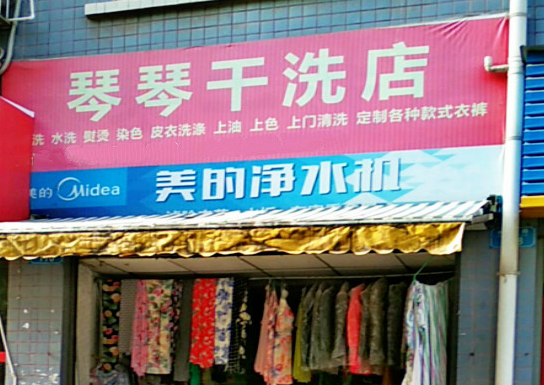 琴琴干洗店
洗 水洗 熨烫 染色 皮衣洗涤 上油 上色 上门清洗 定制各种款式衣裤
美的 Midea 美的净水机